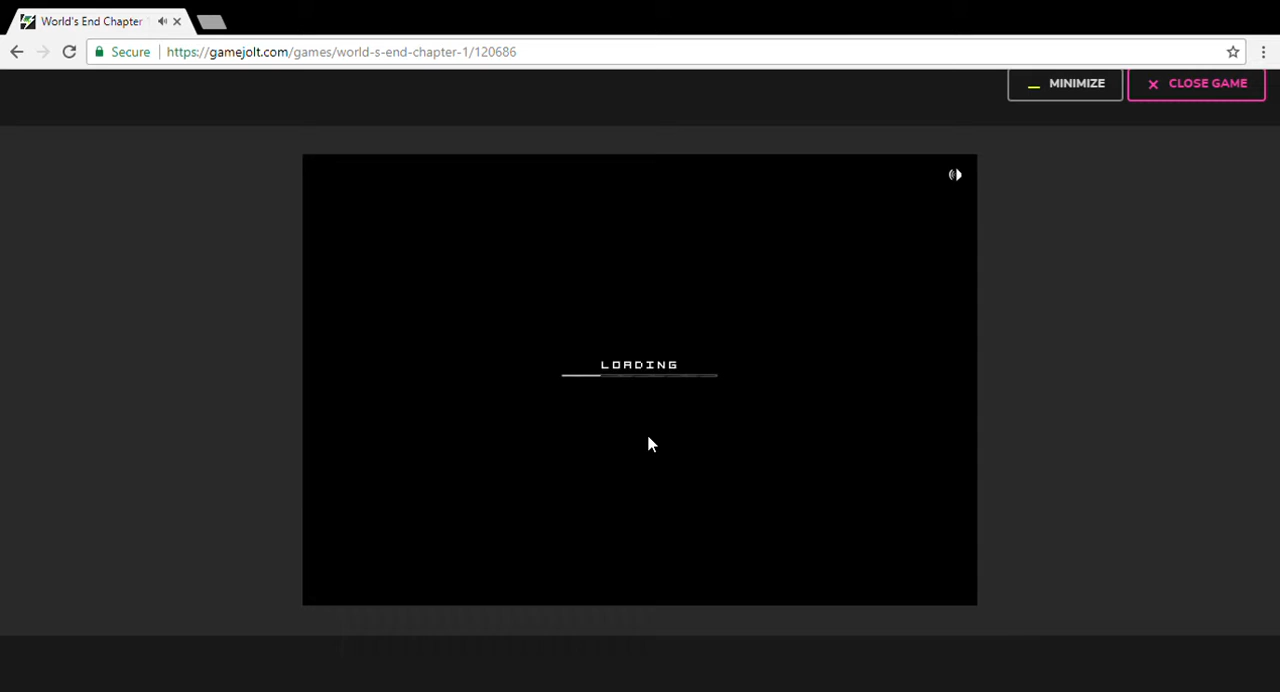 World's End Chapter
Secure
https://gamejolt.com/games/world-s-end-chapter-1/120686
MINIMIZE
CLOSE GAME
LOADING